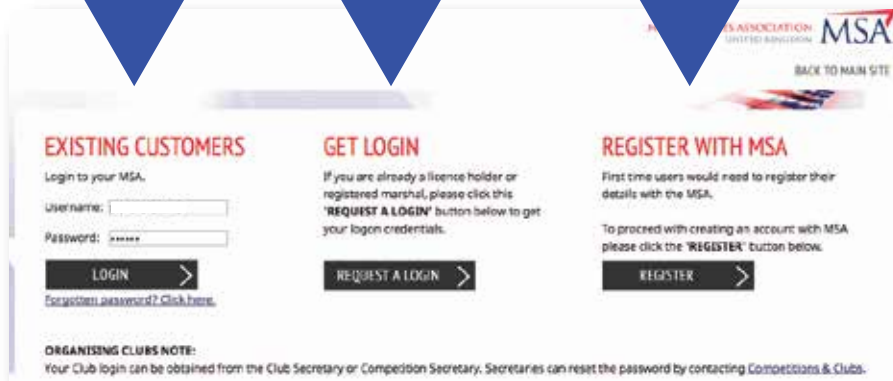 ASSOCIATION
UNITED KINGDOM
MSA
BACK TO MAIN SITE
EXISTING CUSTOMERS
Login to your MSA.
Username:
Password: ••••••
LOGIN
Forgotten password? Click here.
GET LOGIN
If you are already a licence holder or
registered marshal, please click this
'REQUEST A LOGIN' button below to get
your logon credentials.
REQUEST A LOGIN
REGISTER WITH MSA
First time users would need to register their
details with the MSA.
To proceed with creating an account with MSA
please click the 'REGISTER' button below.
REGISTER
ORGANISING CLUBS NOTE:
Your Club login can be obtained from the Club Secretary or Competition Secretary. Secretaries can reset the password by contacting Competitions & Clubs.